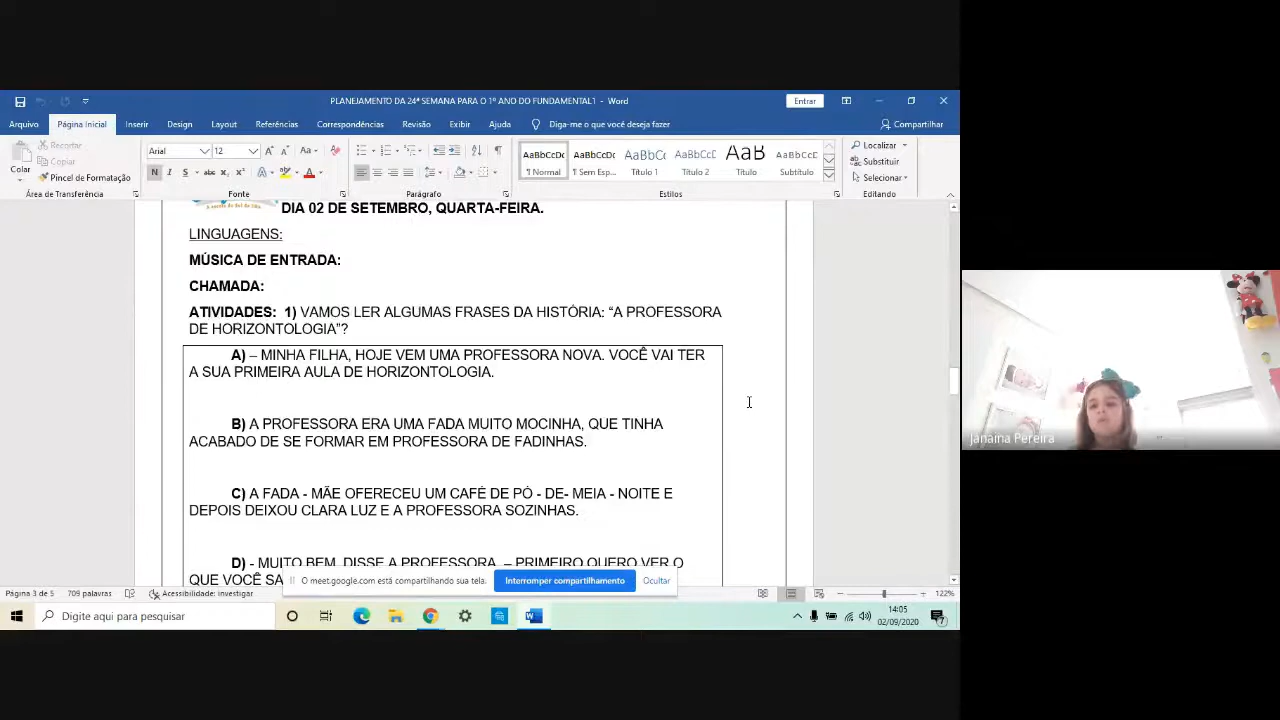 PLANEJAMENTO DA 24ª SEMANA PARA O 1º ANO DO FUNDAMENTAL1 - Word
Entrar
Arquivo Página Inicial Inserir Design Layout Referências Correspondências Revisão Exibir Ajuda Diga-me o que você deseja fazer Compartilhar
Colar
Recortar
Copiar
Pincel de Formatação
Área de Transferência
Arial 12
Fonte
Parágrafo
AaBbCcDc AaBbCcDc AaBbCcD AaBbCcD AaB AaBbCcD
¶ Normal ¶ Sem Esp... Título 1 Título 2 Título Subtítulo
Estilos
Localizar
Substituir
Selecionar
Editando
DIA 02 DE SETEMBRO, QUARTA-FEIRA.
LINGUAGENS:
MÚSICA DE ENTRADA:
CHAMADA:
ATIVIDADES: 1) VAMOS LER ALGUMAS FRASES DA HISTÓRIA: “A PROFESSORA
DE HORIZONTOLOGIA”?
A) – MINHA FILHA, HOJE VEM UMA PROFESSORA NOVA. VOCÊ VAI TER
A SUA PRIMEIRA AULA DE HORIZONTOLOGIA.
B) A PROFESSORA ERA UMA FADA MUITO MOCINHA, QUE TINHA
ACABADO DE SE FORMAR EM PROFESSORA DE FADINHAS.
C) A FADA - MÃE OFERECEU UM CAFÉ DE PÓ - DE- MEIA - NOITE E
DEPOIS DEIXOU CLARA LUZ E A PROFESSORA SOZINHAS.
D) - MUITO BEM, DISSE A PROFESSORA. – PRIMEIRO QUERO VER O
QUE VOCÊ SA
O meet.google.com está compartilhando sua tela. Interromper compartilhamento Ocultar
Página 3 de 5 709 palavras Acessibilidade: investigar 122%
Digite aqui para pesquisar
14:05
02/09/2020
Janaina Pereira